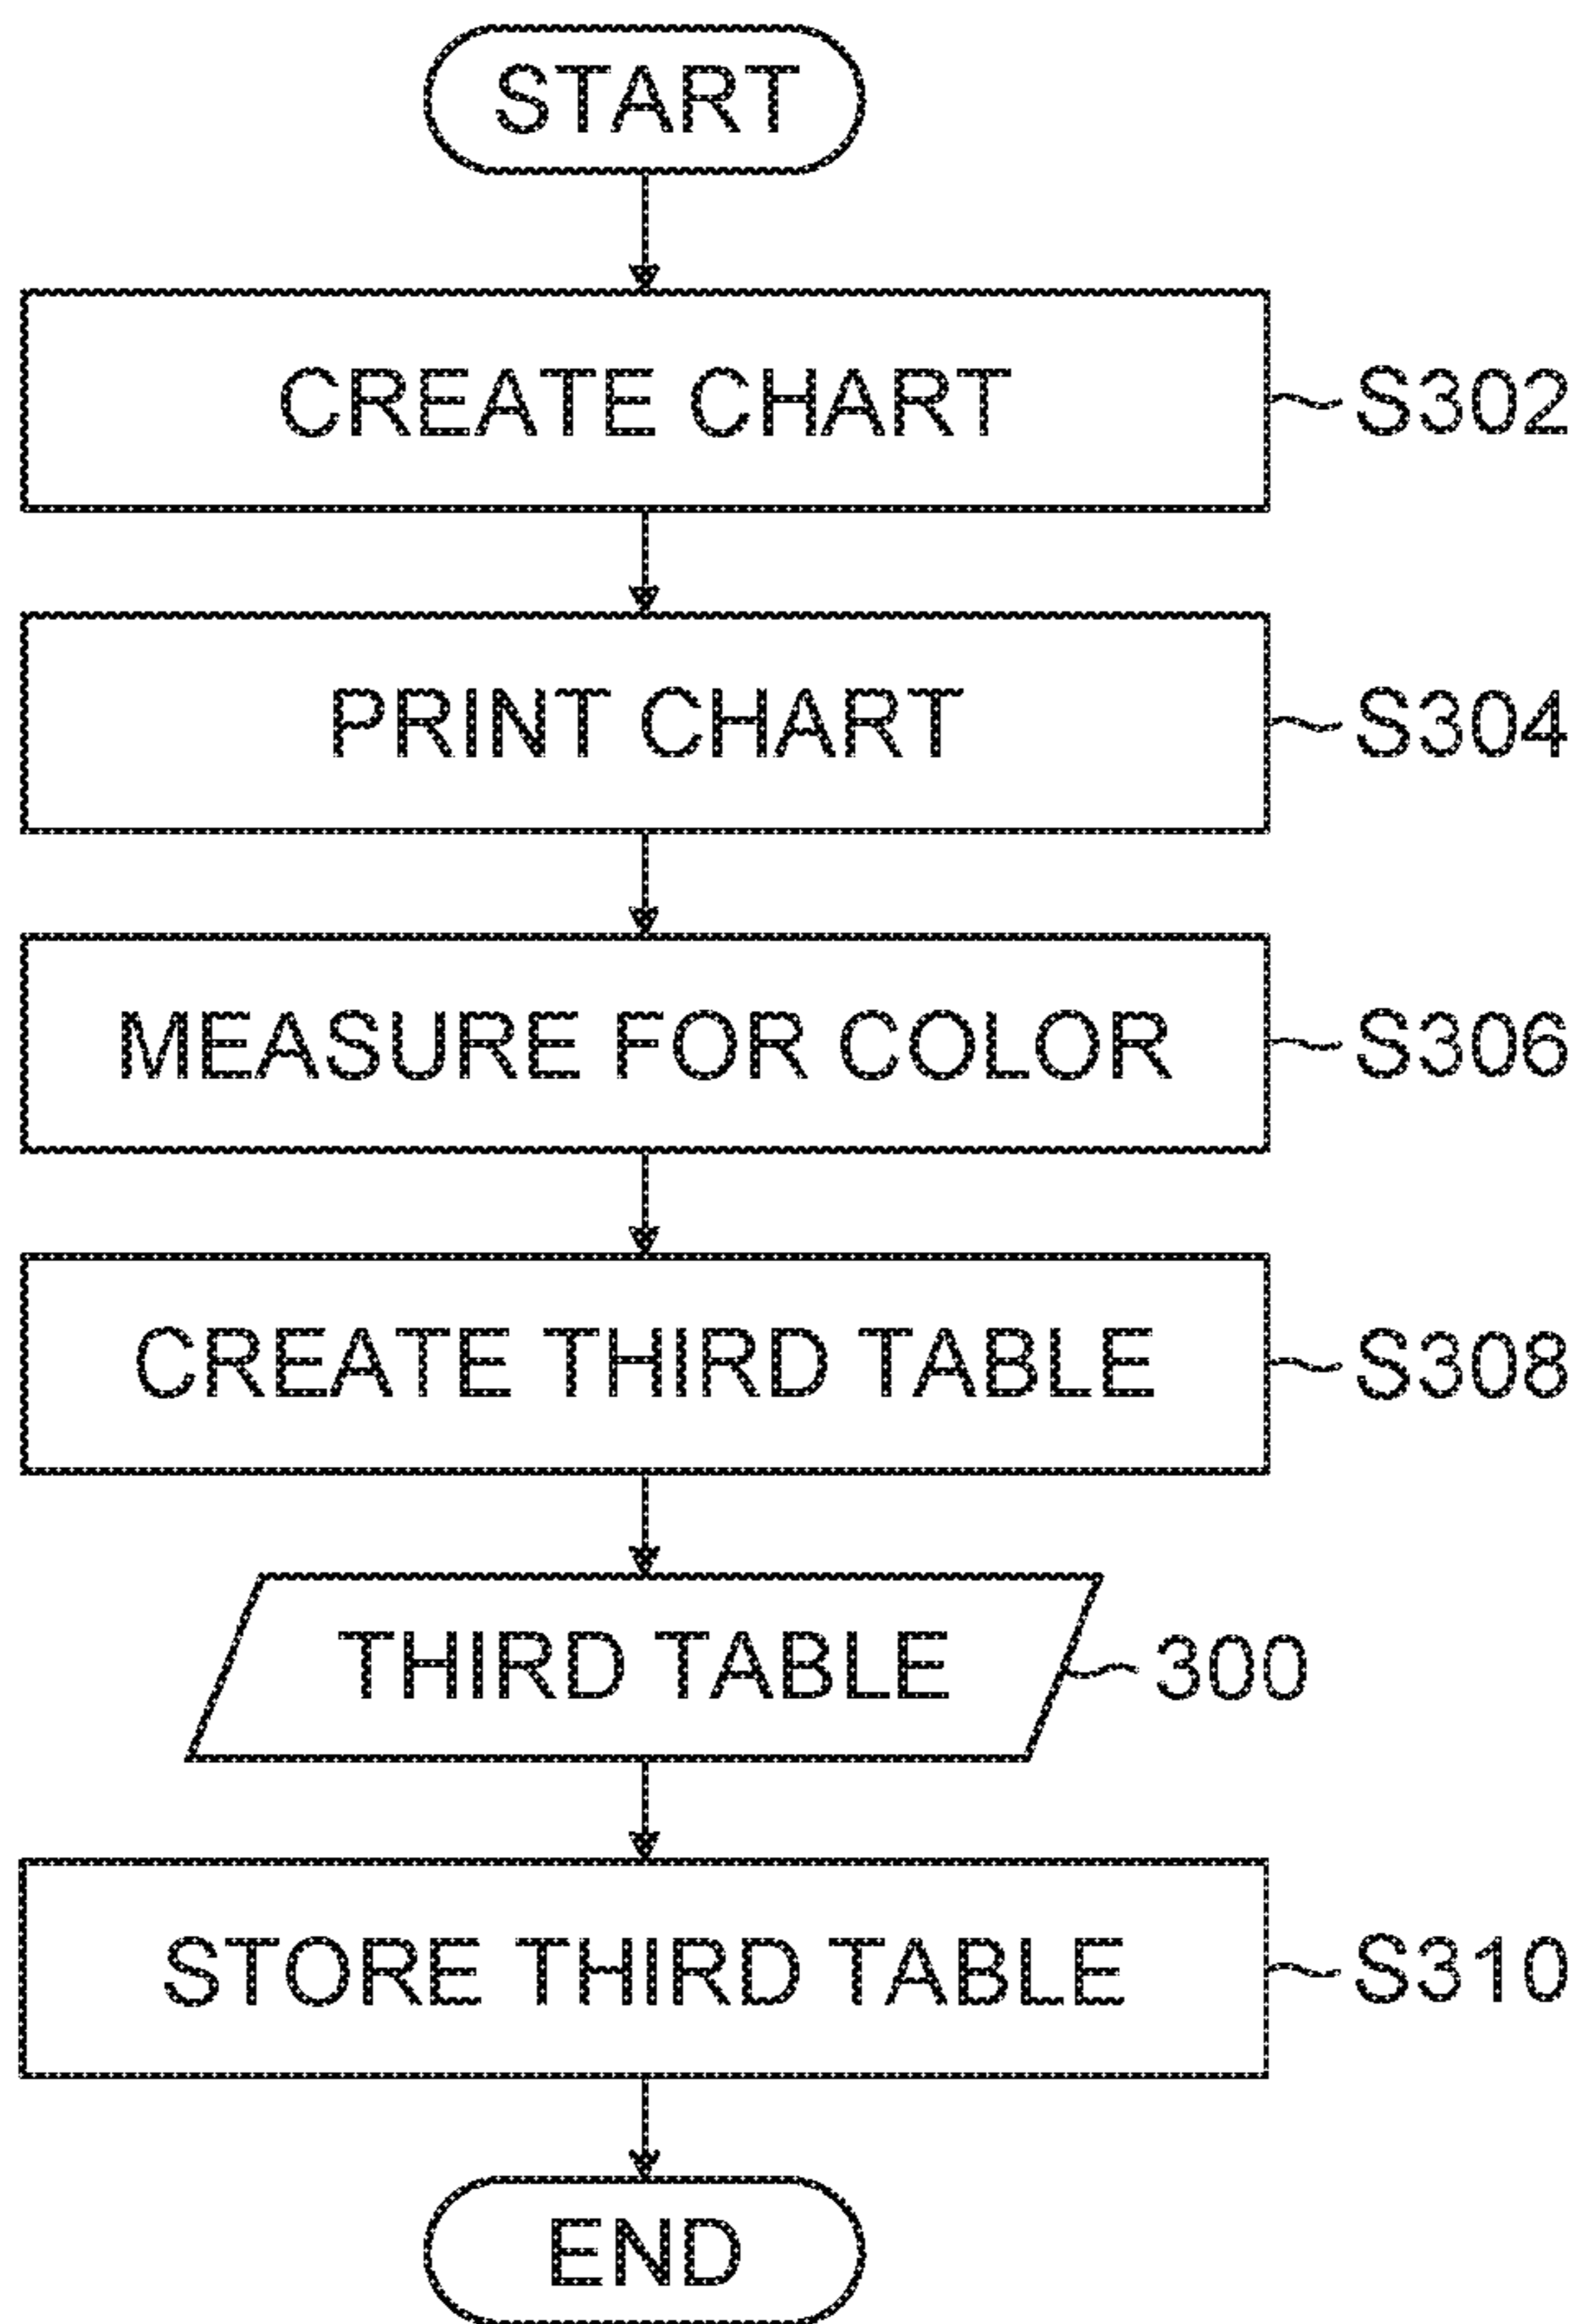 START
CREATE CHART S302
PRINT CHART S304
MEASURE FOR COLOR S306
CREATE THIRD TABLE S308
THIRD TABLE 300
STORE THIRD TABLE S310
END